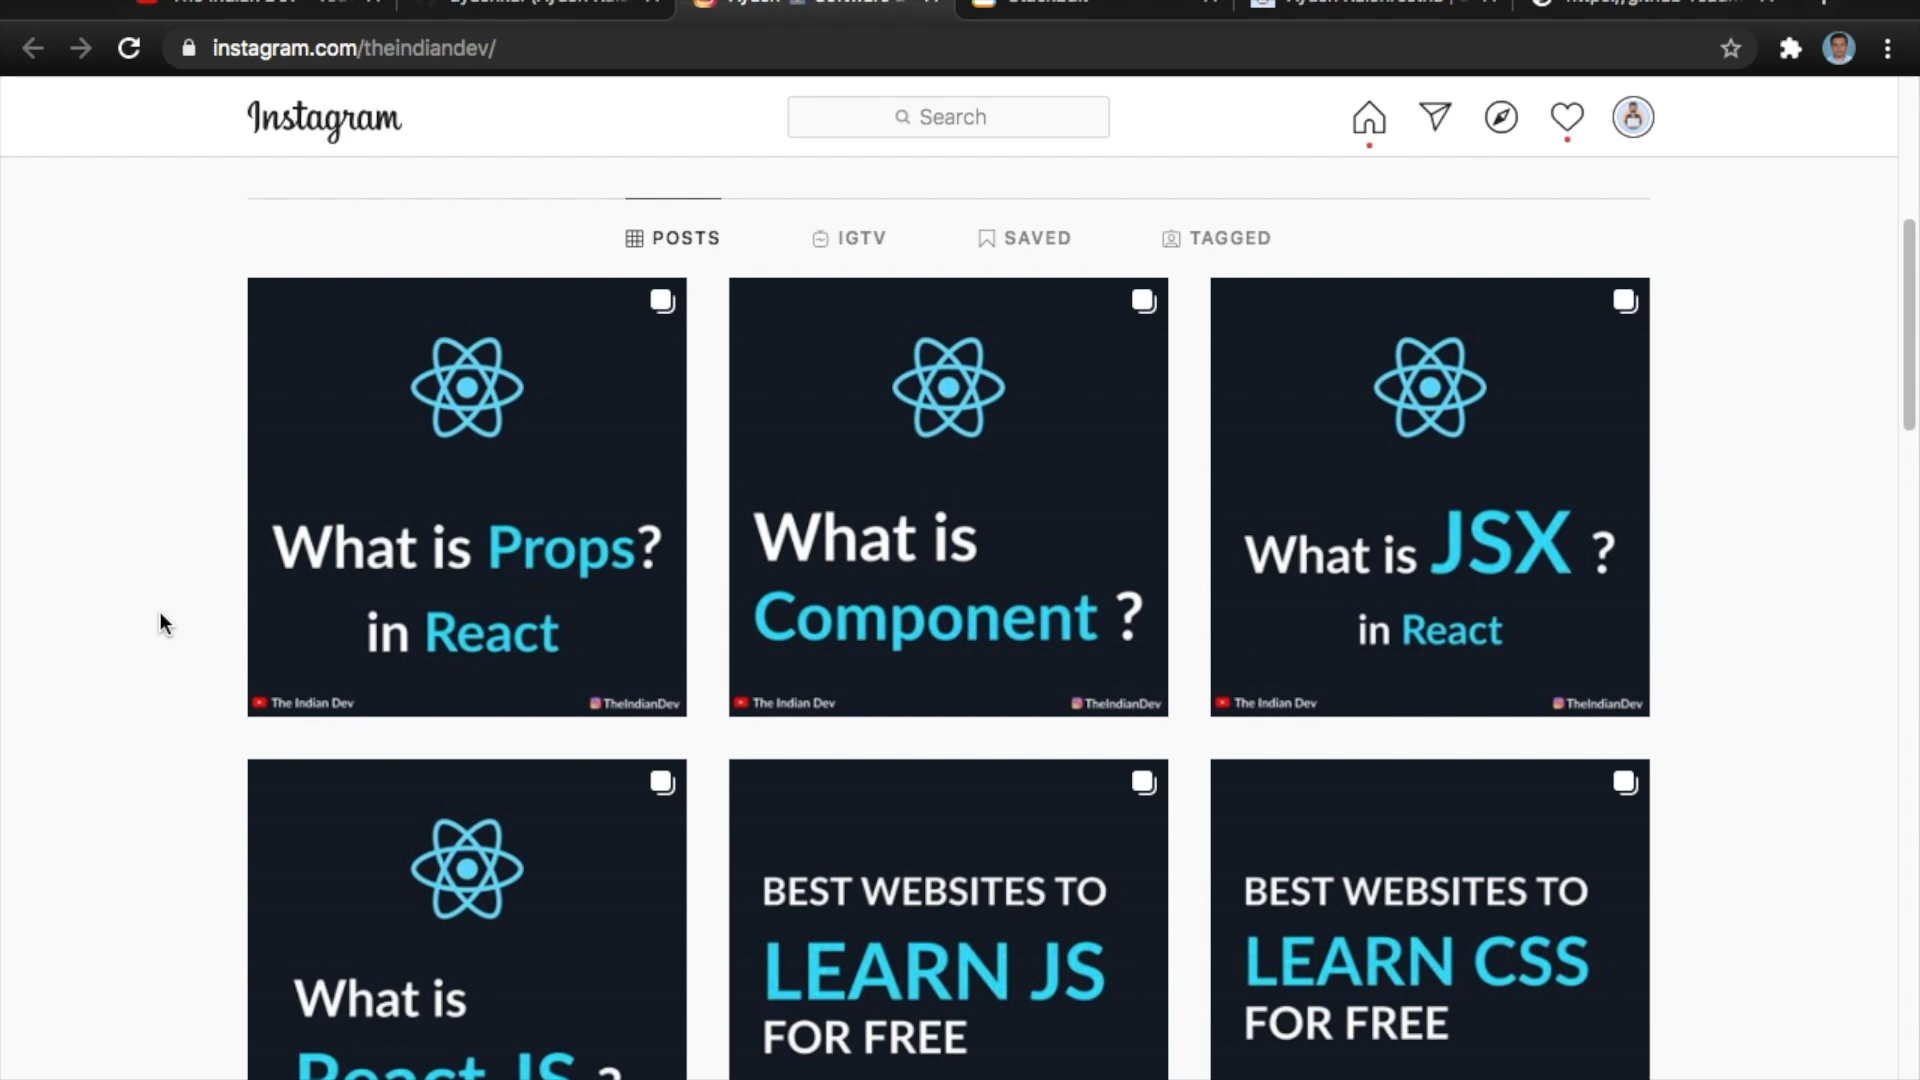 instagram.com/theindiandev/
Instagram
Search
POSTS
IGTV
SAVED
TAGGED
What is Props?
in React
The Indian Dev
TheIndianDev
What is
Component ?
The Indian Dev
TheIndianDev
What is JSX ?
in React
The Indian Dev
TheIndianDev
What is
React JS ?
BEST WEBSITES TO
LEARN JS
FOR FREE
BEST WEBSITES TO
LEARN CSS
FOR FREE